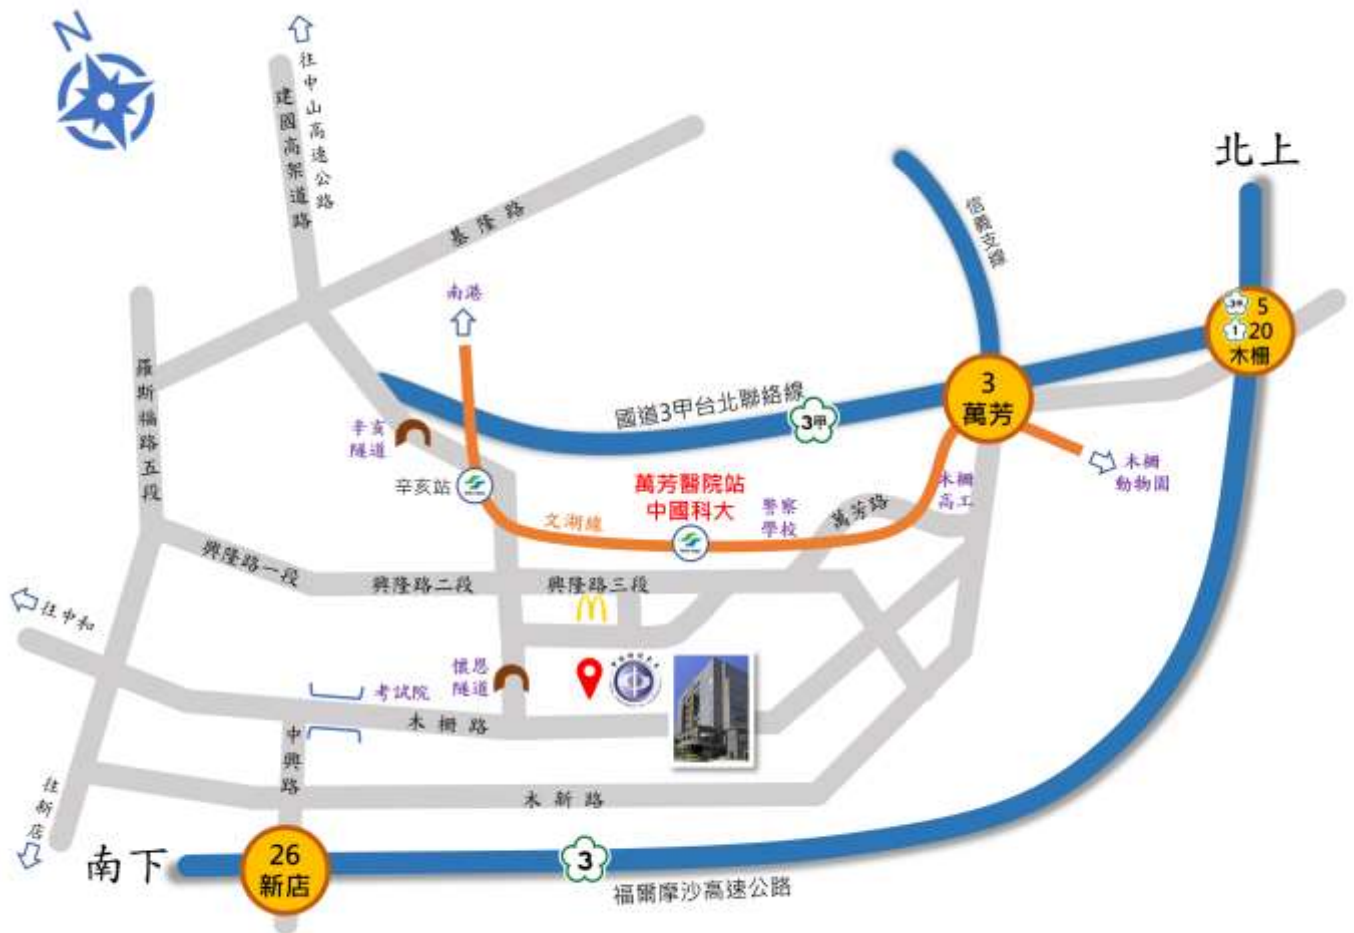 N
往中山高速公路
建國高架道路
基隆路
北上
信義支線
南港
3甲 5
1 20
木柵
羅斯福路五段
國道3甲台北聯絡線
3甲
3
萬芳
辛亥
隧道
辛亥站
萬芳醫院站
中國科大
木柵
動物園
木柵
高工
警察
學校
萬芳路
文湖線
興隆路一段
興隆路二段
興隆路三段
往中和
懷恩
隧道
考試院
木柵路
中興路
木新路
往新店
南下
26
新店
3
福爾摩沙高速公路